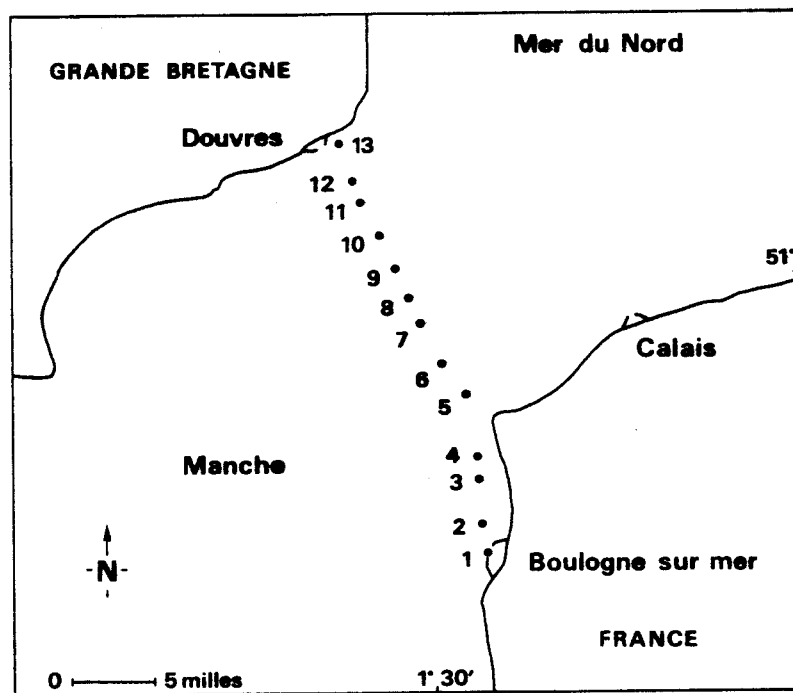 Mer du Nord
GRANDE BRETAGNE
Douvres
13
12
11
10
9
8
7
6
5
51°
Calais
4
3
2
1
Manche
Boulogne sur mer
-N-
FRANCE
0 5 milles
1° 30'